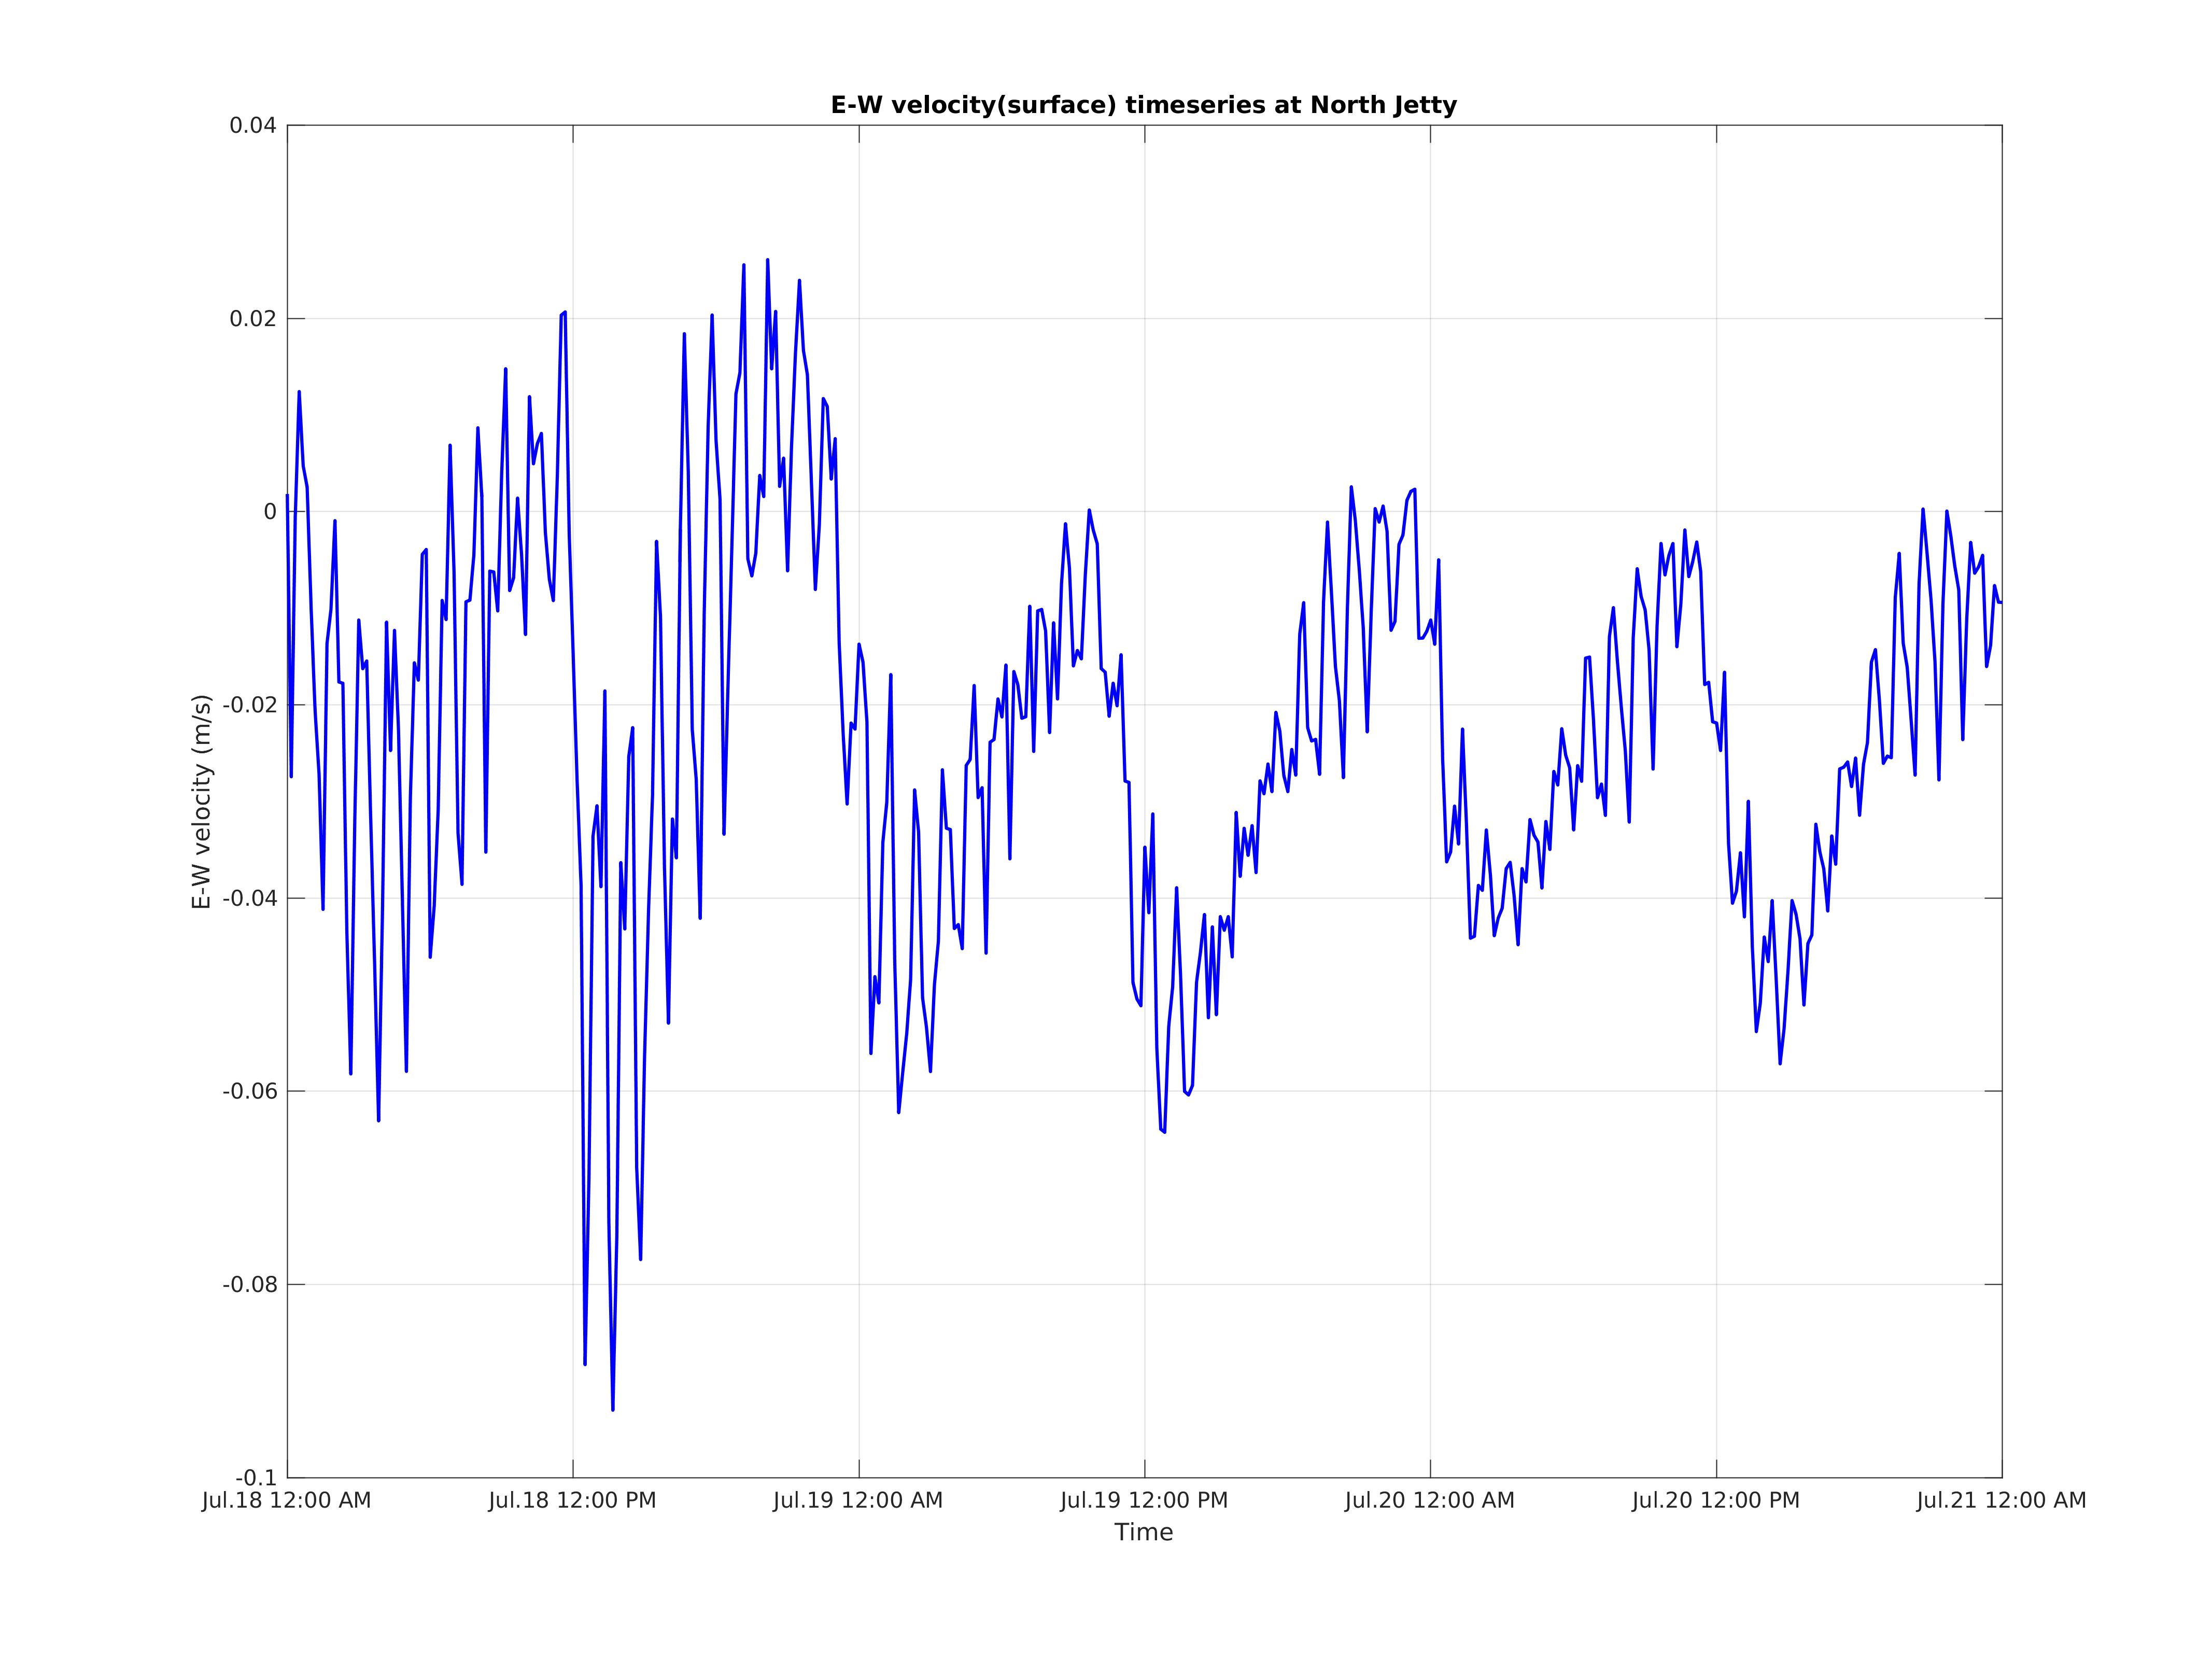 E-W velocity(surface) timeseries at North Jetty
0.04
0.02
0
-0.02
-0.04
-0.06
-0.08
-0.1
E-W velocity (m/s)
Jul.18 12:00 AM
Jul.18 12:00 PM
Jul.19 12:00 AM
Jul.19 12:00 PM
Jul.20 12:00 AM
Jul.20 12:00 PM
Jul.21 12:00 AM
Time